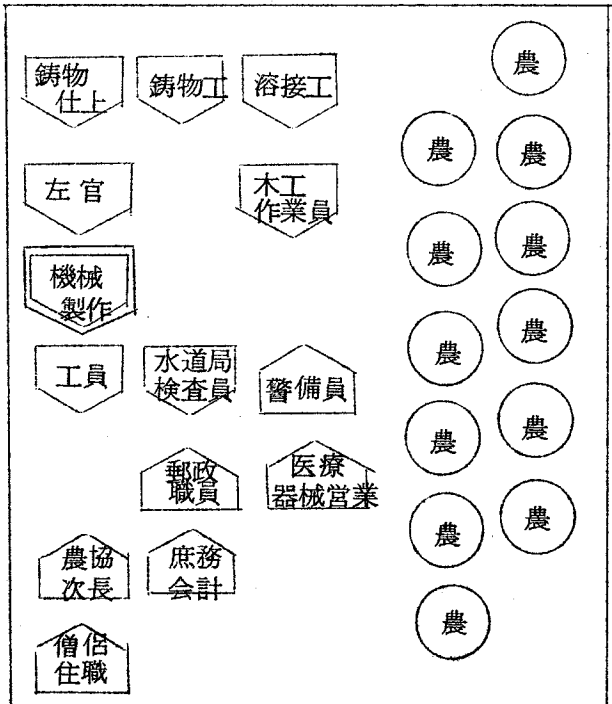 鋳物
仕上
鋳物工
溶接工
左官
木工
作業員
機械
製作
工員
水道局
検査員
警備員
郵政
職員
医療
器械営業
農協
次長
庶務
会計
僧侶
住職
農
農
農
農
農
農
農
農
農
農
農
農
農